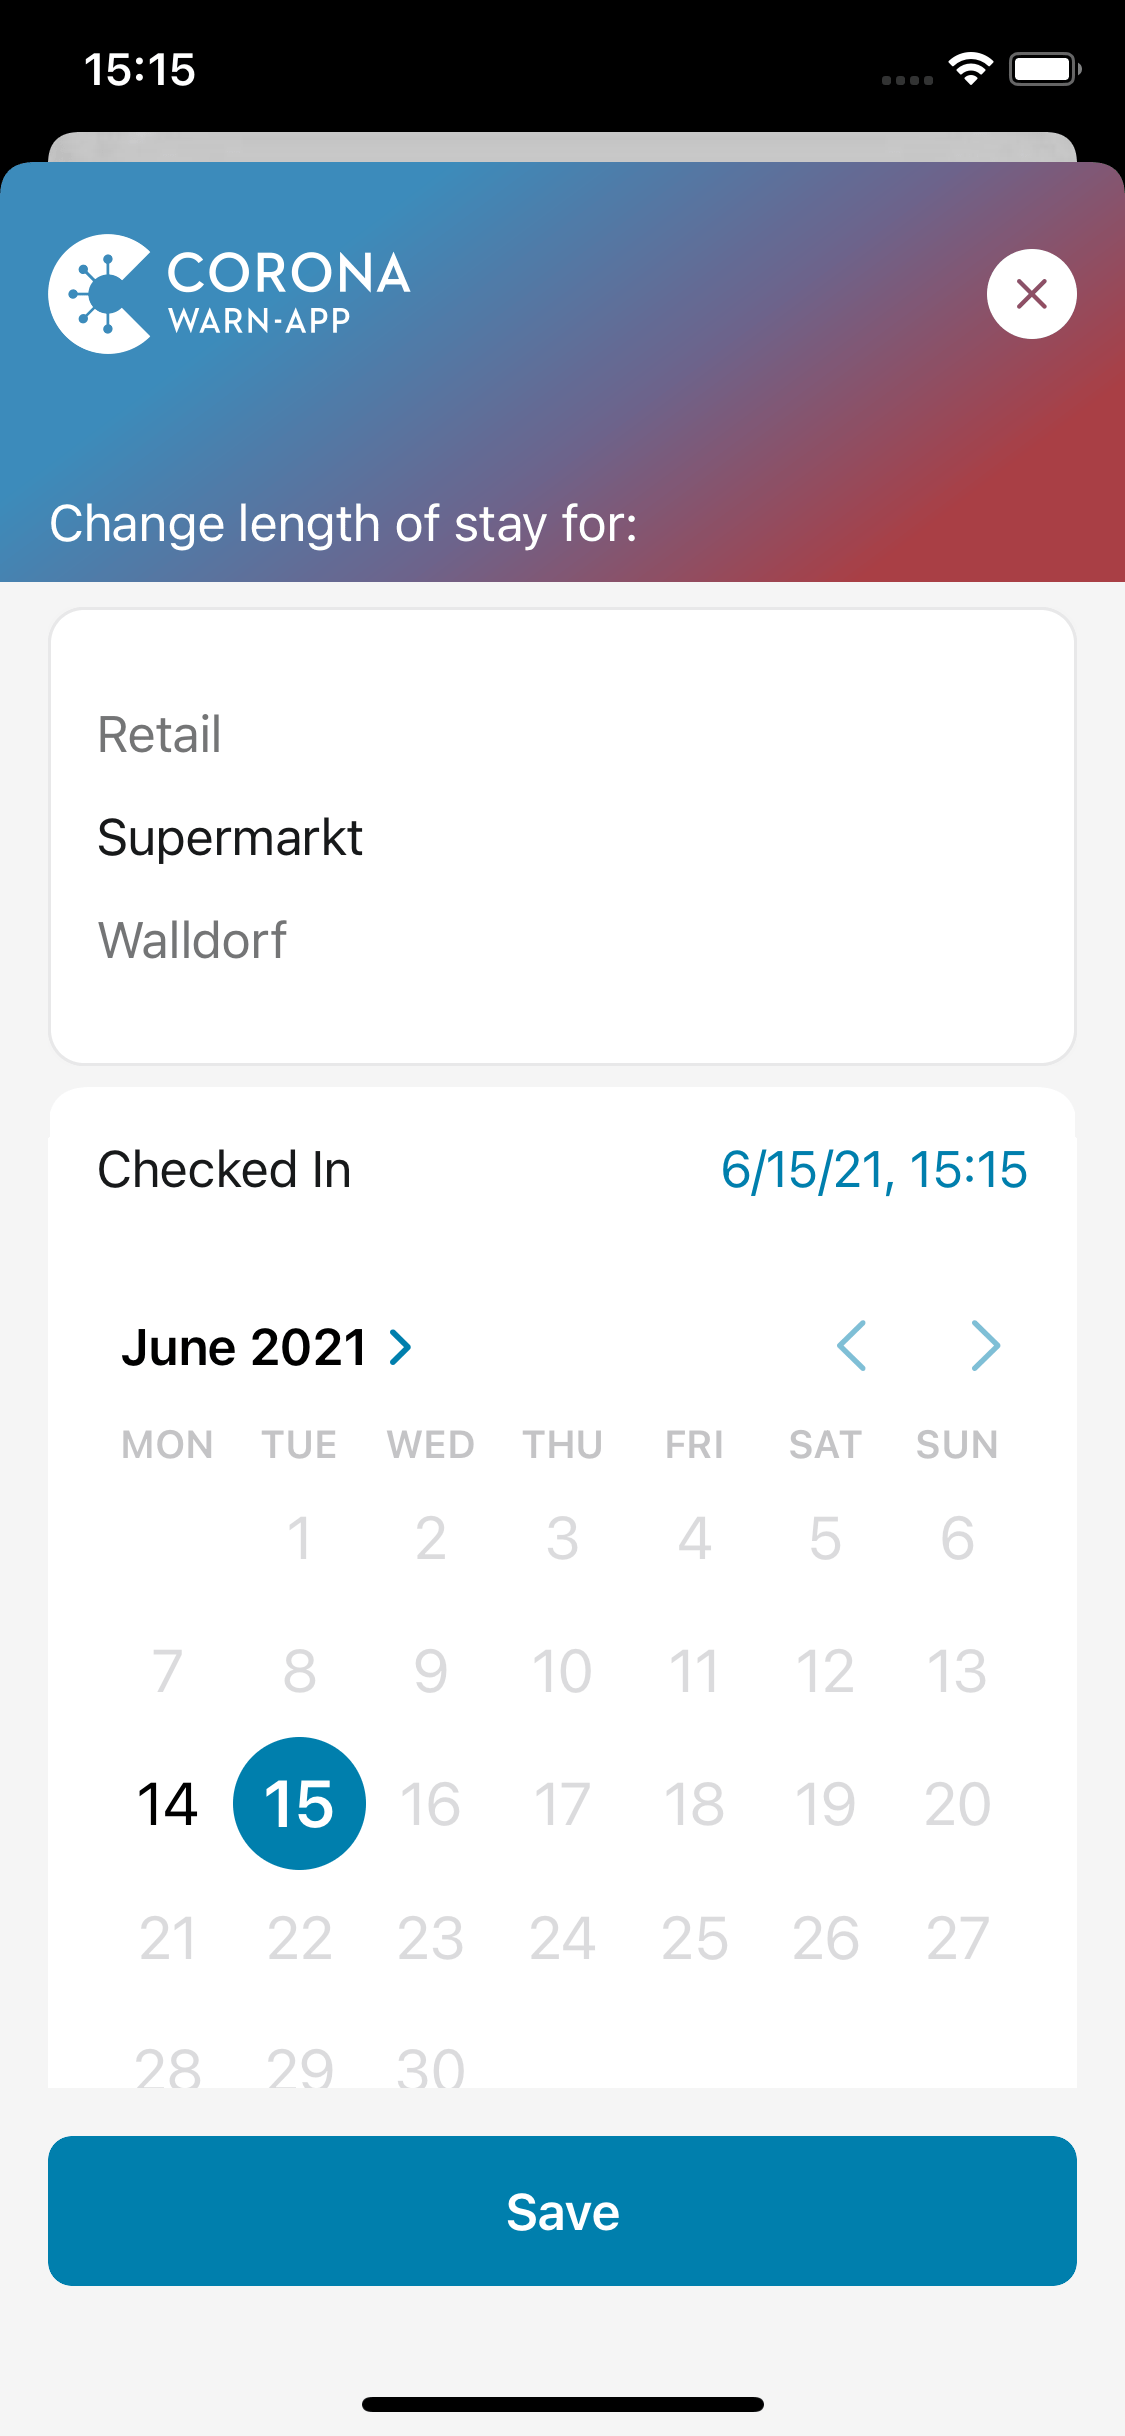 15:15
CORONA
WARN-APP
Change length of stay for:
Retail
Supermarkt
Walldorf
Checked In 6/15/21, 15:15
June 2021
MON TUE WED THU FRI SAT SUN
1 2 3 4 5 6
7 8 9 10 11 12 13
14 15 16 17 18 19 20
21 22 23 24 25 26 27
28 29 30
Save